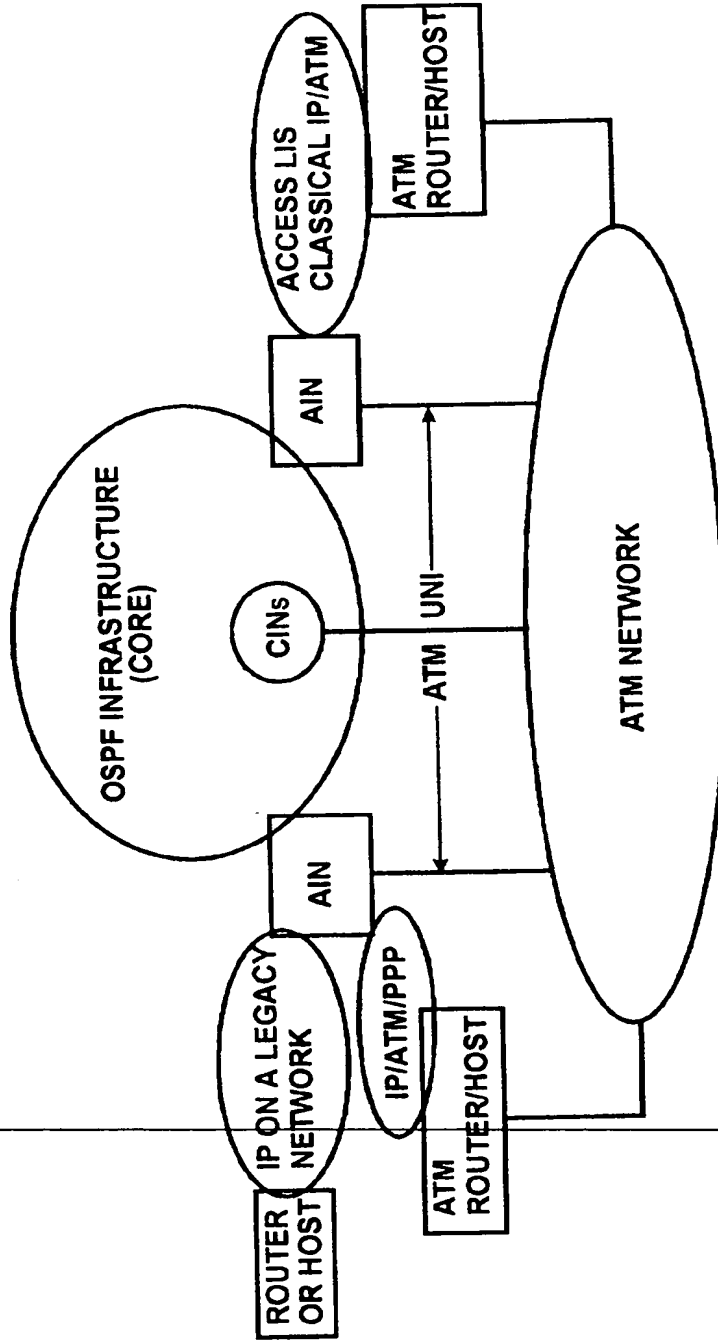 OSPF INFRASTRUCTURE
(CORE)
CINs
AIN
AIN
ROUTER
OR HOST
IP ON A LEGACY
NETWORK
IP/ATM/PPP
ATM
ROUTER/HOST
ACCESS LIS
CLASSICAL IP/ATM
ATM
ROUTER/HOST
ATM UNI
ATM NETWORK